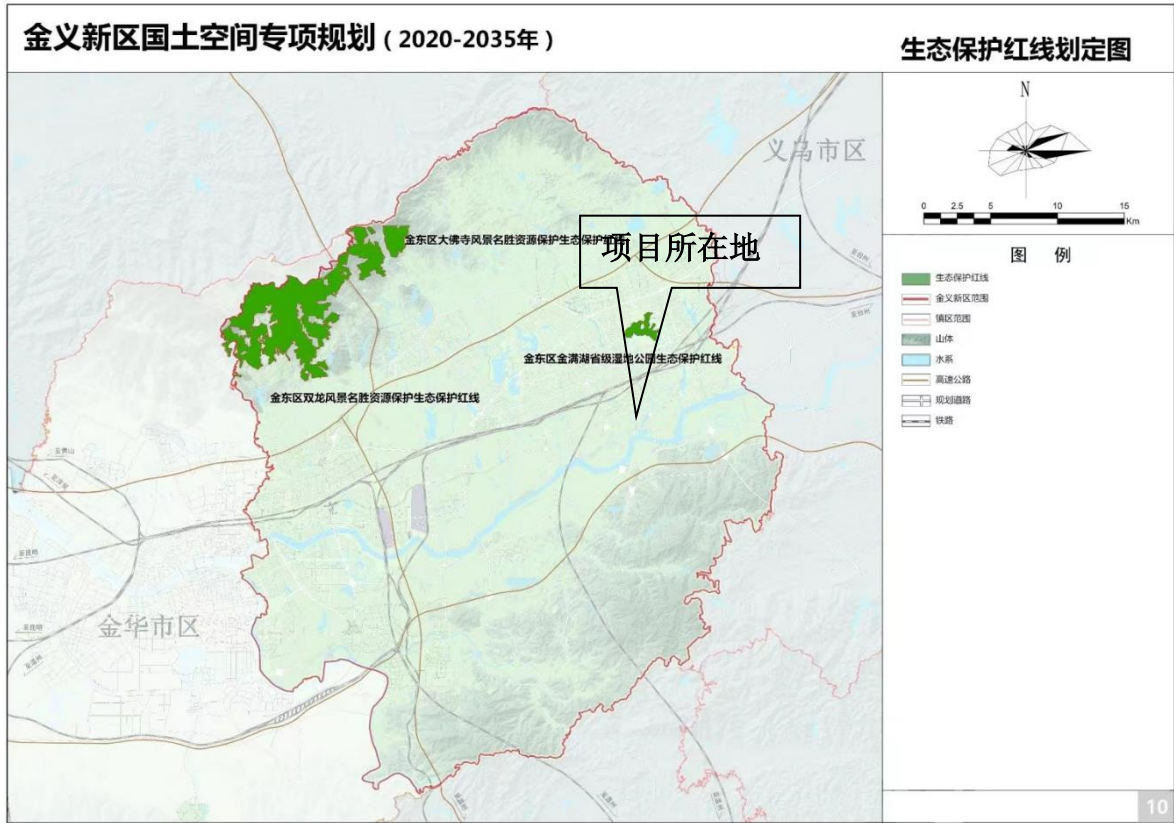 金义新区国土空间专项规划（2020-2035年）
生态保护红线划定图
N
0 2.5 5 10 15
Km
图 例
生态保护红线
金义新区范围
镇区范围
山体
水系
高速公路
规划道路
铁路
义乌市区
金东区大佛寺风景名胜资源保护生态保护红线
项目所在地
金东区金满湖省级湿地公园生态保护红线
金东区双龙风景名胜资源保护生态保护红线
金华市区
10